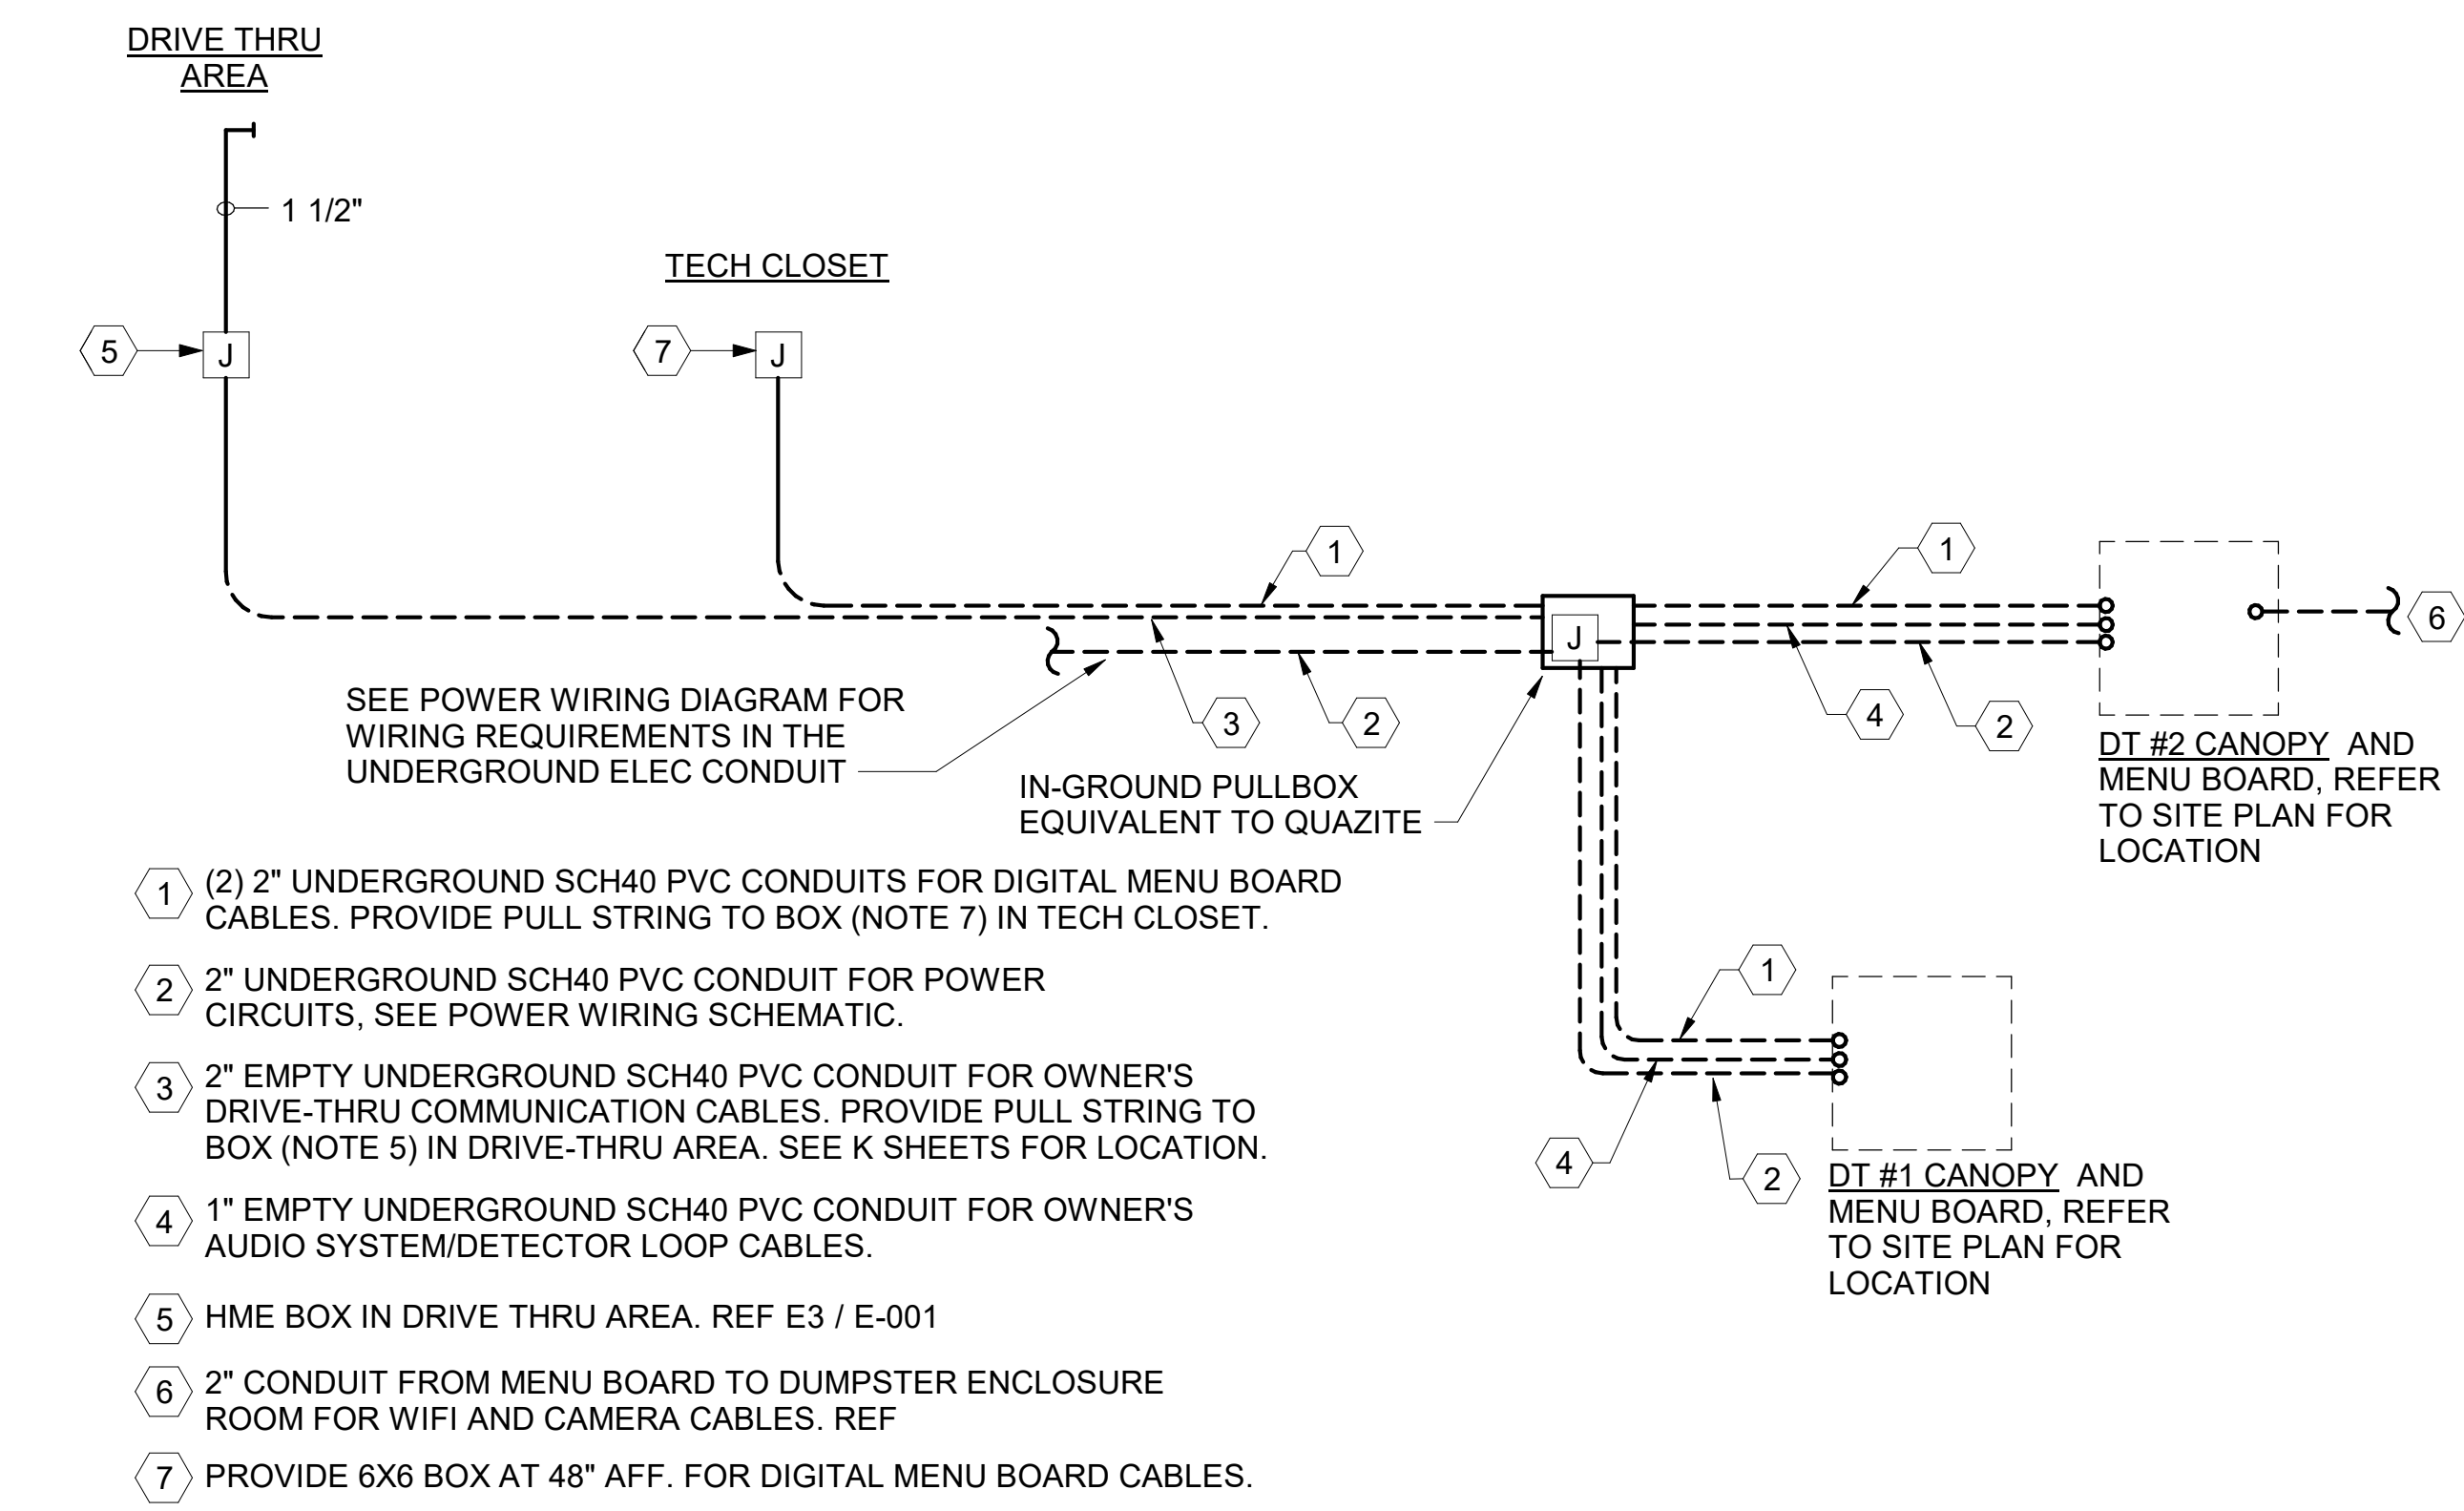 DRIVE THRU
AREA
1 1/2"
TECH CLOSET
5
J
7
J
1
1
6
J
3
2
4
2
SEE POWER WIRING DIAGRAM FOR
WIRING REQUIREMENTS IN THE
UNDERGROUND ELEC CONDUIT
IN-GROUND PULLBOX
EQUIVALENT TO QUAZITE
DT #2 CANOPY AND
MENU BOARD, REFER
TO SITE PLAN FOR
LOCATION
1
4
2
DT #1 CANOPY AND
MENU BOARD, REFER
TO SITE PLAN FOR
LOCATION
1 (2) 2" UNDERGROUND SCH40 PVC CONDUITS FOR DIGITAL MENU BOARD
CABLES. PROVIDE PULL STRING TO BOX (NOTE 7) IN TECH CLOSET.
2 2" UNDERGROUND SCH40 PVC CONDUIT FOR POWER
CIRCUITS, SEE POWER WIRING SCHEMATIC.
3 2" EMPTY UNDERGROUND SCH40 PVC CONDUIT FOR OWNER'S
DRIVE-THRU COMMUNICATION CABLES. PROVIDE PULL STRING TO
BOX (NOTE 5) IN DRIVE-THRU AREA. SEE K SHEETS FOR LOCATION.
4 1" EMPTY UNDERGROUND SCH40 PVC CONDUIT FOR OWNER'S
AUDIO SYSTEM/DETECTOR LOOP CABLES.
5 HME BOX IN DRIVE THRU AREA. REF E3 / E-001
6 2" CONDUIT FROM MENU BOARD TO DUMPSTER ENCLOSURE
ROOM FOR WIFI AND CAMERA CABLES. REF
7 PROVIDE 6X6 BOX AT 48" AFF. FOR DIGITAL MENU BOARD CABLES.